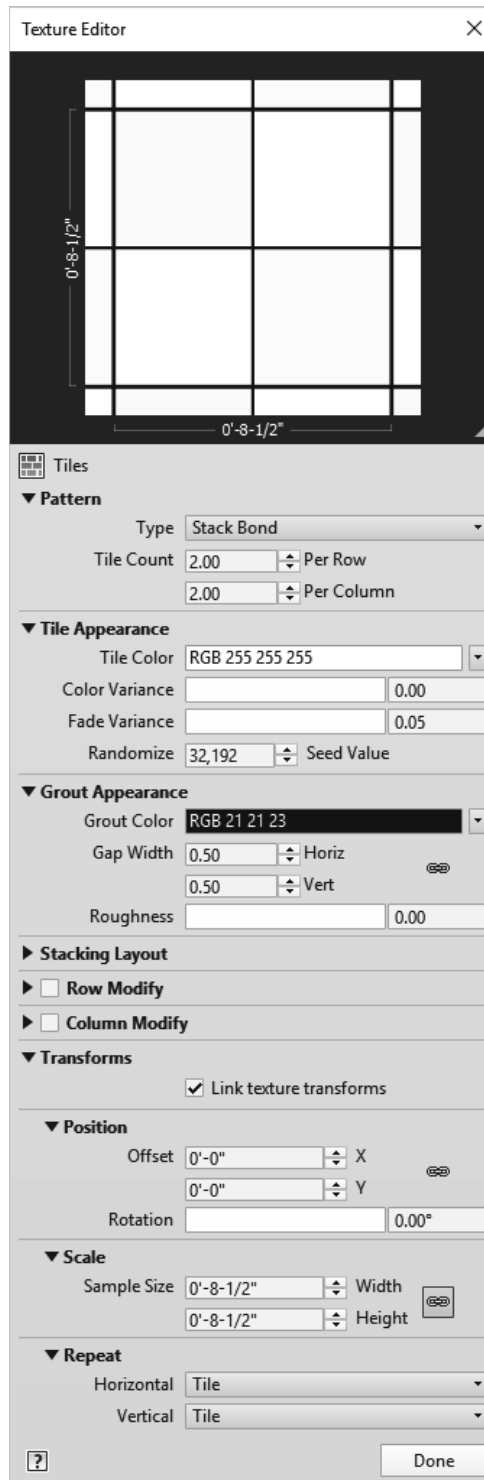 Texture Editor
0'-8-1/2"
0'-8-1/2"
Tiles
Pattern
Type Stack Bond
Tile Count 2.00 Per Row
2.00 Per Column
Tile Appearance
Tile Color RGB 255 255 255
Color Variance 0.00
Fade Variance 0.05
Randomize 32,192 Seed Value
Grout Appearance
Grout Color RGB 21 21 23
Gap Width 0.50 Horiz
0.50 Vert
Roughness 0.00
Stacking Layout
Row Modify
Column Modify
Transforms
Link texture transforms
Position
Offset 0'-0" X
0'-0" Y
Rotation 0.00°
Scale
Sample Size 0'-8-1/2" Width
0'-8-1/2" Height
Repeat
Horizontal Tile
Vertical Tile
? Done